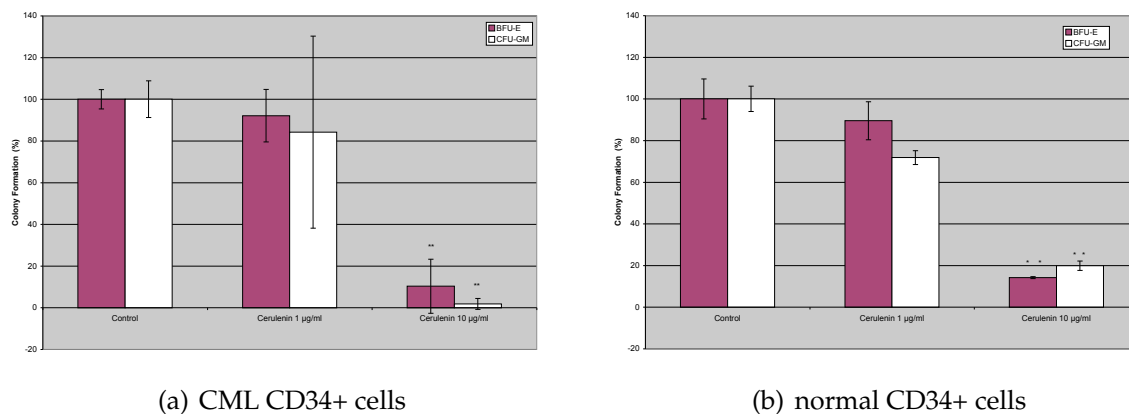 140
120
100
80
60
40
20
0
-20
Colony Formation (%)
BFU-E
CFU-GM
**
**
Control
Cerulenin 1 µg/ml
Cerulenin 10 µg/ml
(a) CML CD34+ cells
140
120
100
80
60
40
20
0
-20
Colony Formation (%)
BFU-E
CFU-GM
* *
* *
Control
Cerulenin 1 µg/ml
Cerulenin 10 µg/ml
(b) normal CD34+ cells